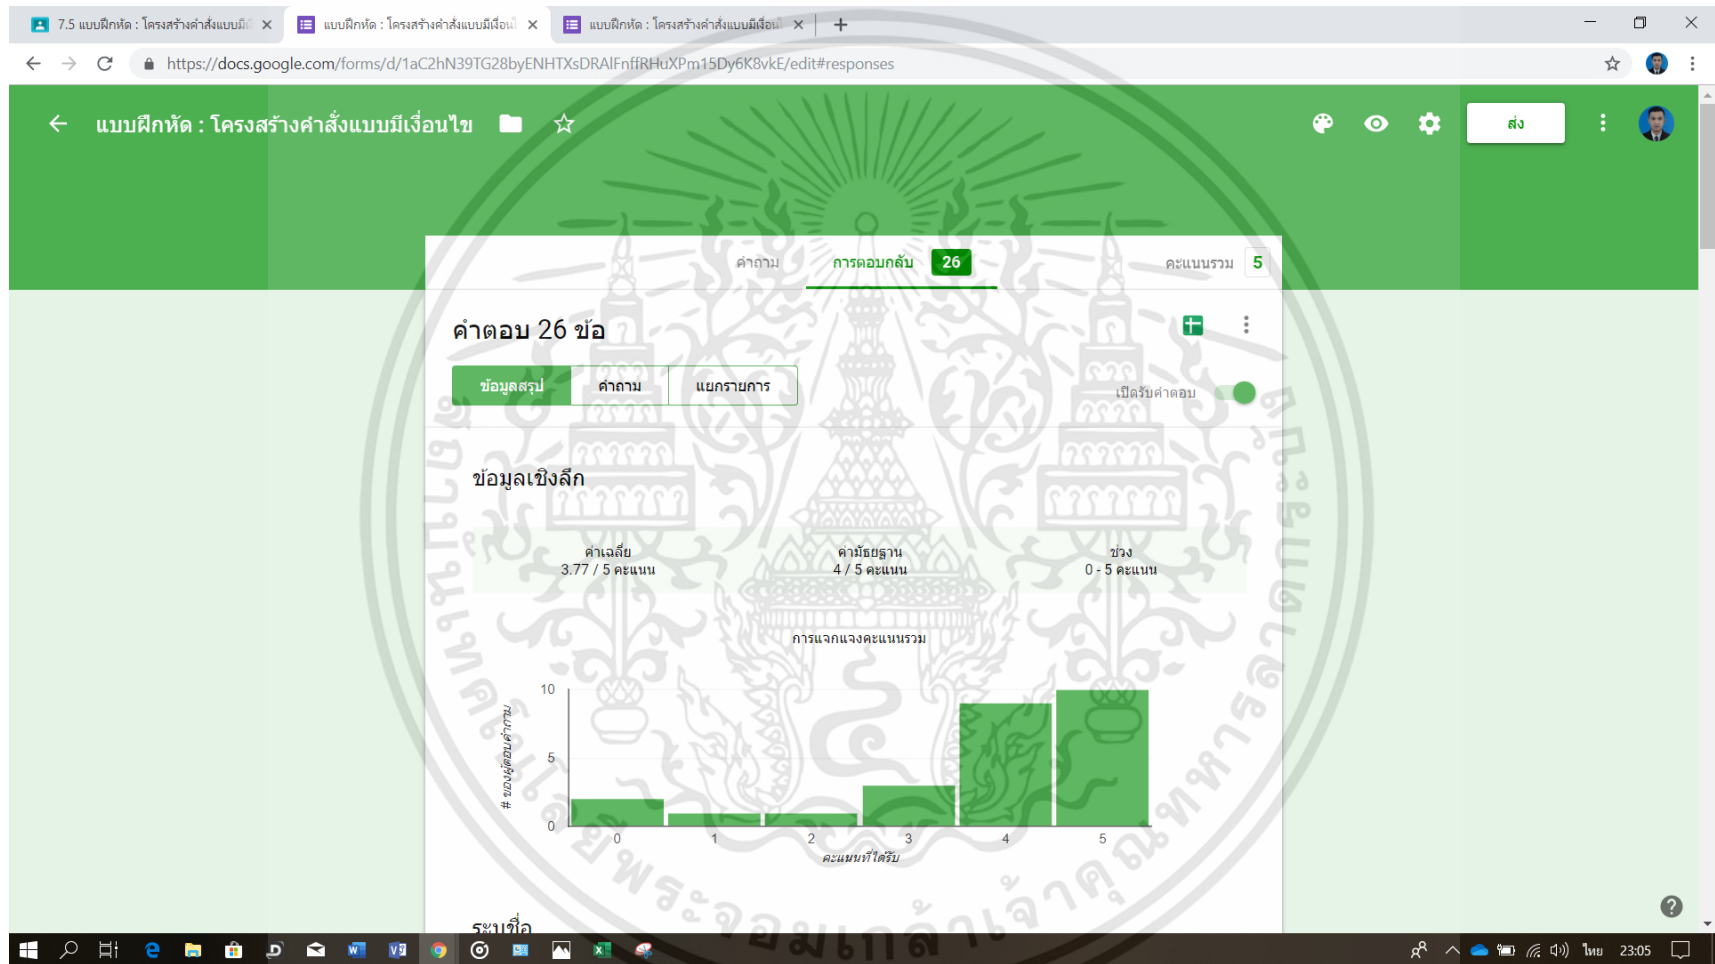 7.5 แบบฝึกหัด : โครงสร้างคำสั่งแบบมี
แบบฝึกหัด : โครงสร้างคำสั่งแบบมีเงื่อนไ
แบบฝึกหัด : โครงสร้างคำสั่งแบบมีเงื่อนไ
https://docs.google.com/forms/d/1aC2hN39TG28byENHTXsDRAlFnffRHuXPm15Dy6K8vkE/edit#responses
แบบฝึกหัด : โครงสร้างคำสั่งแบบมีเงื่อนไข
ส่ง
คำถาม การตอบกลับ 26 คะแนนรวม 5
คำตอบ 26 ข้อ
ข้อมูลสรุป คำถาม แยกรายการ
เปิดรับคำตอบ
ข้อมูลเชิงลึก
ค่าเฉลี่ย ค่ามัธยฐาน ช่วง
3.77 / 5 คะแนน 4 / 5 คะแนน 0 - 5 คะแนน
การแจกแจงคะแนนรวม
# ของผู้ตอบคำถาม
10
5
0
0 1 2 3 4 5
คะแนนที่ได้รับ
ระบุชื่อ
ไทย 23:05